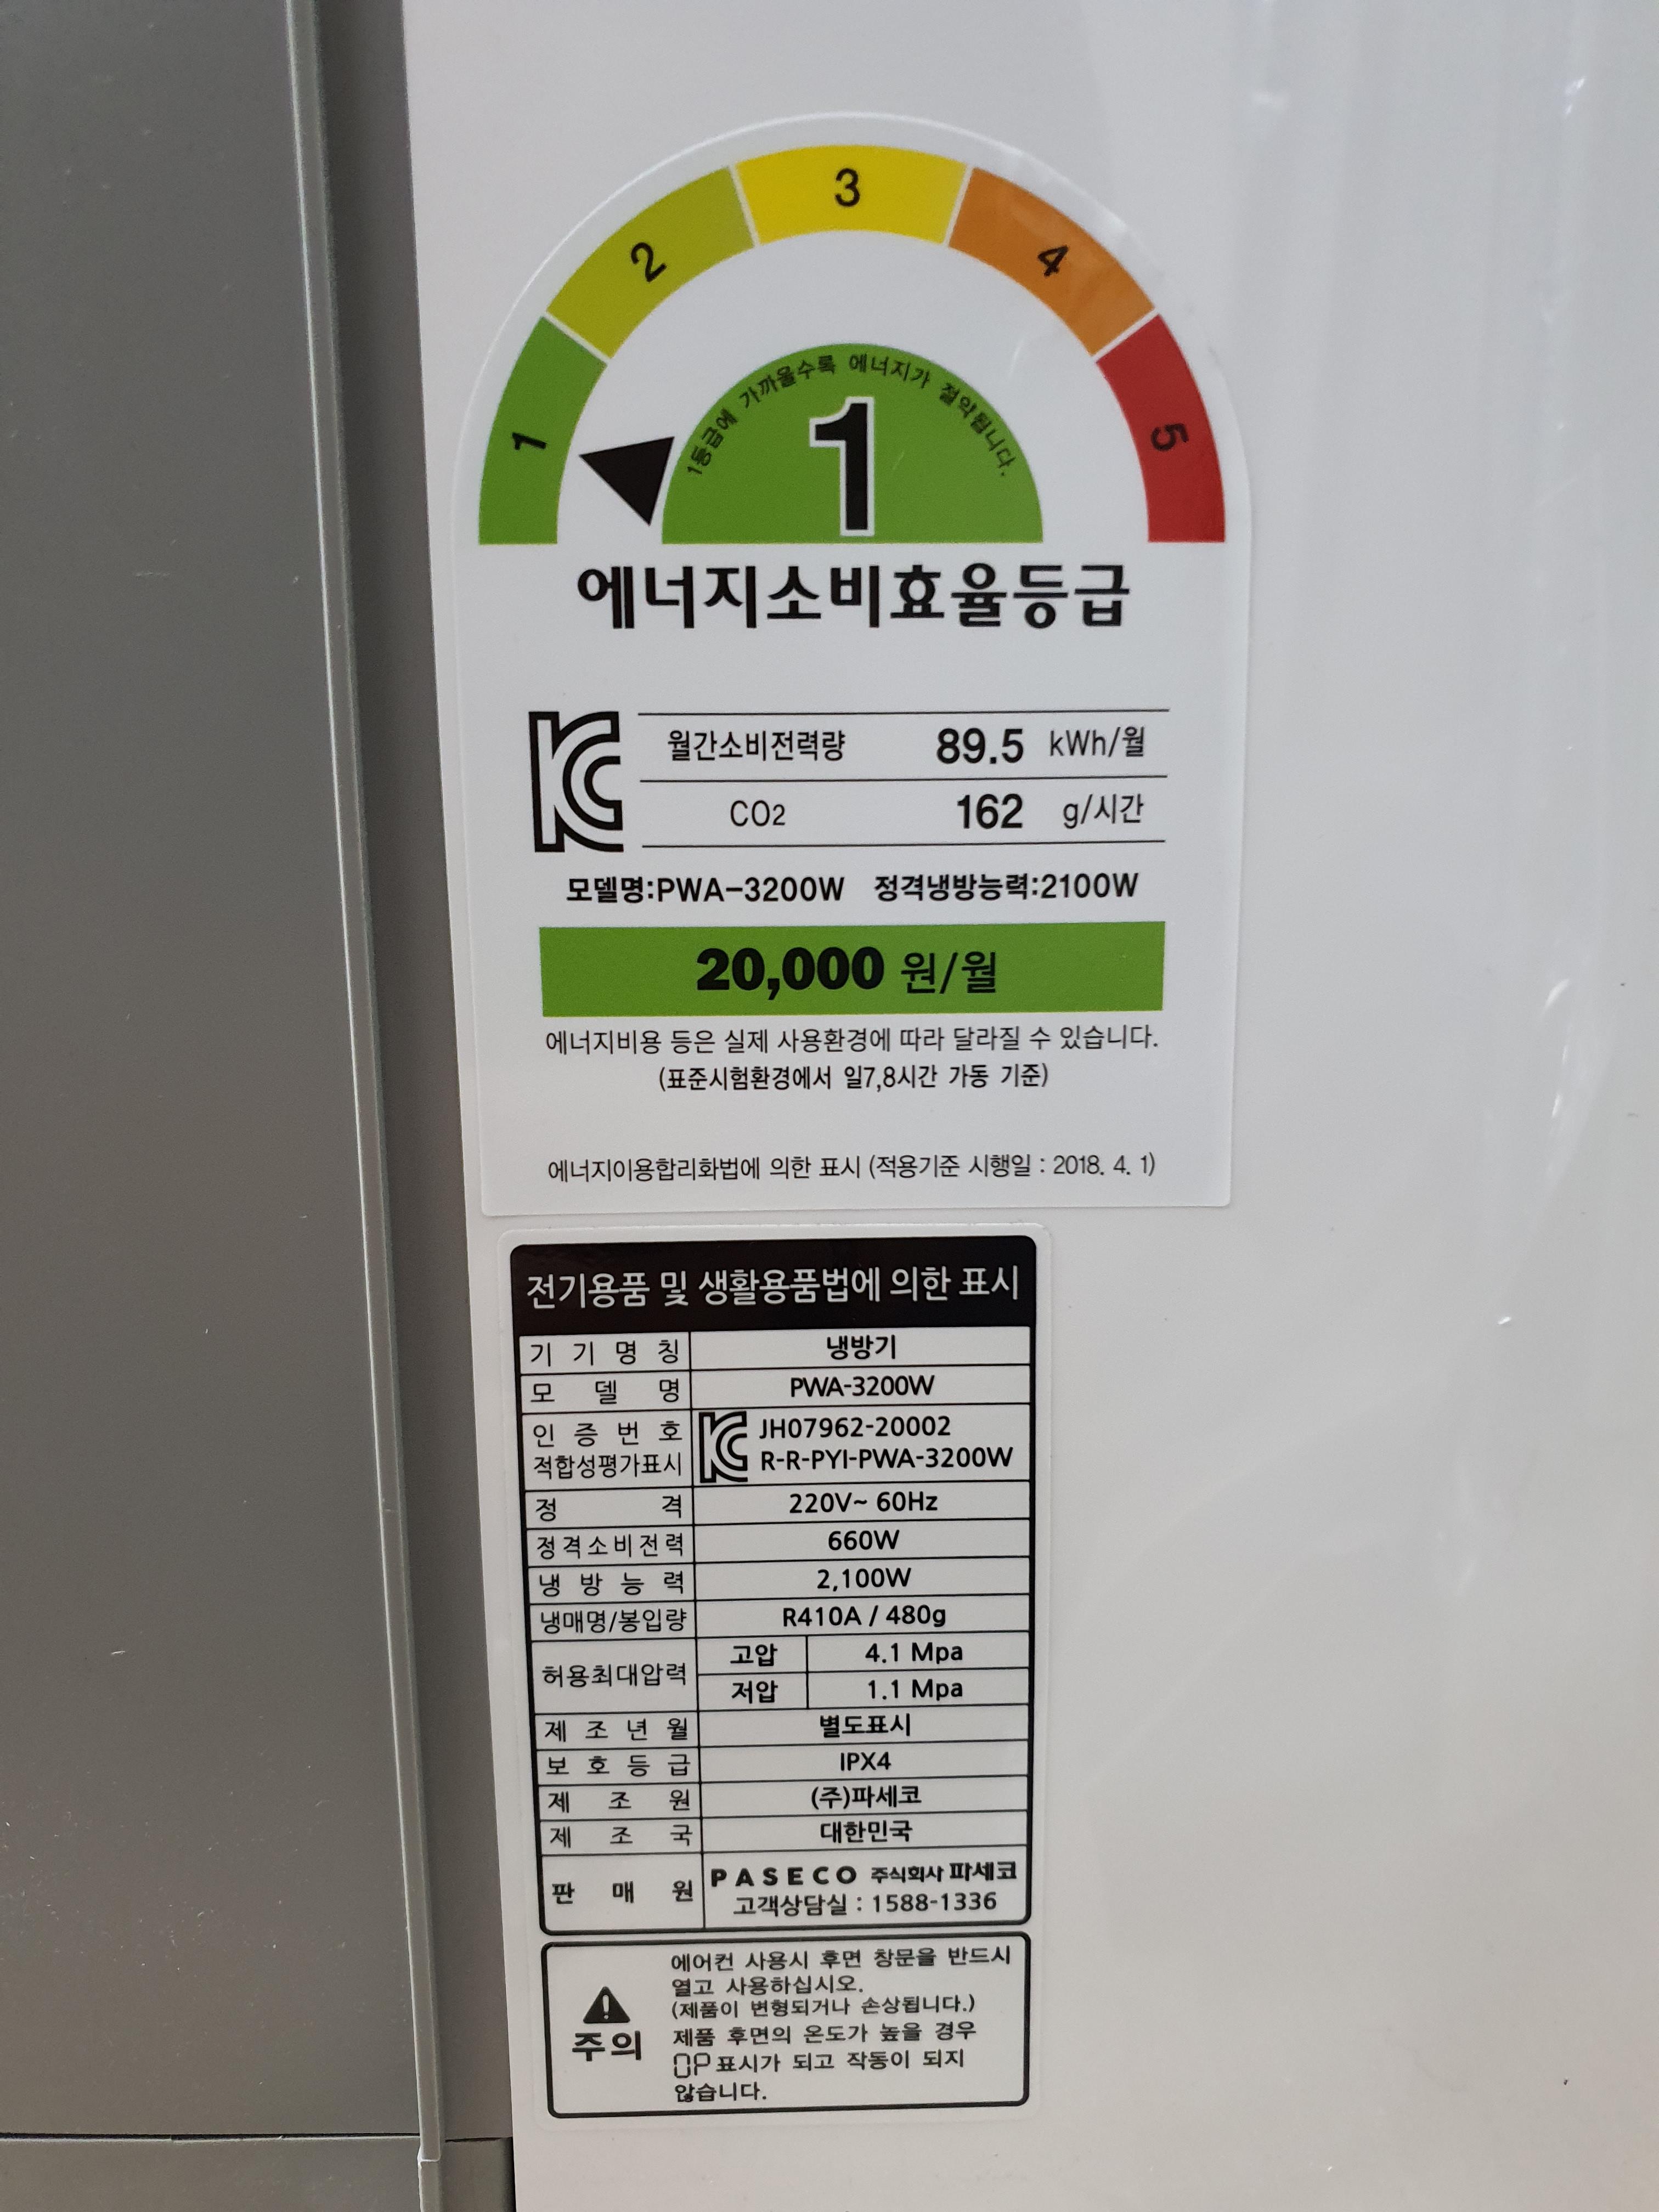 1
2
3
4
5
1등급에 가까울수록 에너지가 절약됩니다.
1
에너지소비효율등급
월간소비전력량 89.5 kWh/월
CO2 162 g/시간
모델명:PWA-3200W 정격냉방능력:2100W
20,000 원/월
에너지비용 등은 실제 사용환경에 따라 달라질 수 있습니다.
(표준시험환경에서 일7,8시간 가동 기준)
에너지이용합리화법에 의한 표시 (적용기준 시행일 : 2018. 4. 1)
전기용품 및 생활용품법에 의한 표시
기기명칭 냉방기
모델명 PWA-3200W
인증번호 JH07962-20002
적합성평가표시 R-R-PYI-PWA-3200W
정격 220V~ 60Hz
정격소비전력 660W
냉방능력 2,100W
냉매명/봉입량 R410A / 480g
허용최대압력 고압 4.1 Mpa
저압 1.1 Mpa
제조년월 별도표시
보호등급 IPX4
제조원 (주)파세코
제조국 대한민국
판매원 PASECO 주식회사 파세코
고객상담실 : 1588-1336
주의
에어컨 사용시 후면 창문을 반드시
열고 사용하십시오.
(제품이 변형되거나 손상됩니다.)
제품 후면의 온도가 높을 경우
OP 표시가 되고 작동이 되지
않습니다.